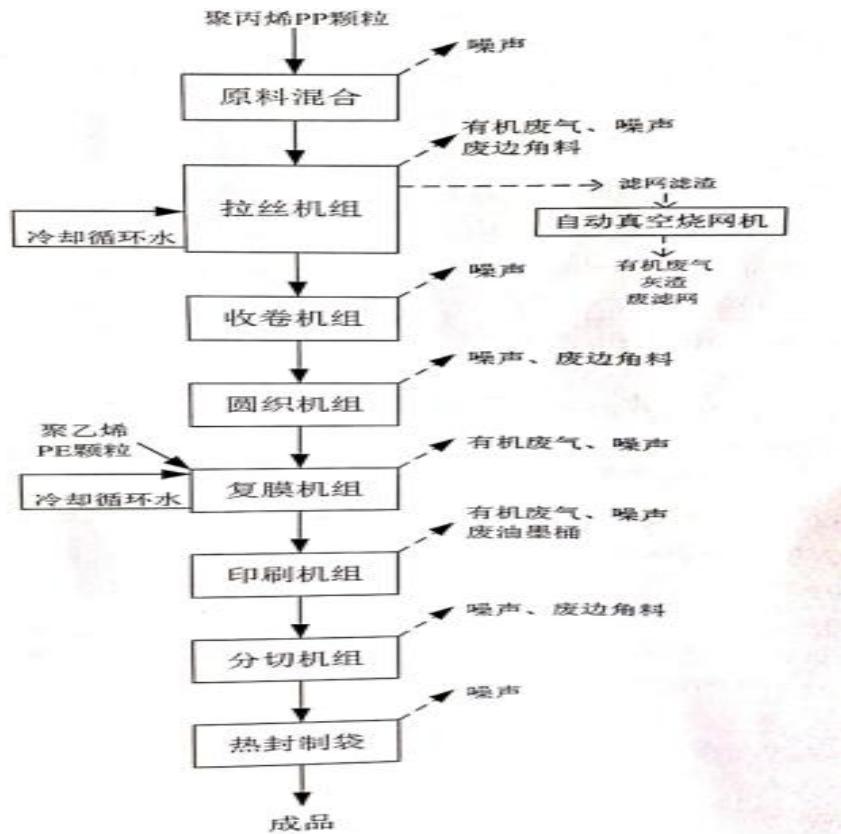 聚丙烯PP颗粒
噪声
原料混合
有机废气、噪声
废边角料
拉丝机组
滤网滤渣
自动真空烧网机
冷却循环水
有机废气
灰渣
废滤网
噪声
收卷机组
噪声、废边角料
圆织机组
聚乙烯
PE颗粒
有机废气、噪声
冷却循环水
复膜机组
有机废气、噪声
废油墨桶
印刷机组
噪声、废边角料
分切机组
噪声
热封制袋
成品